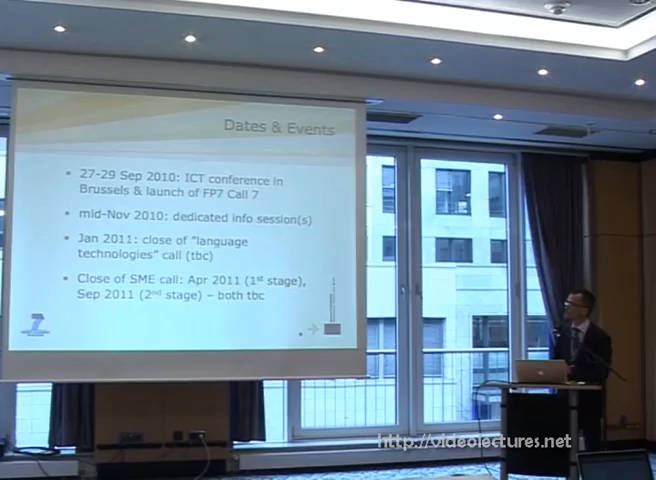 Dates & Events
• 27-29 Sep 2010: ICT conference in
Brussels & launch of FP7 Call 7
• mid-Nov 2010: dedicated info session(s)
• Jan 2011: close of "language
technologies" call (tbc)
• Close of SME call: Apr 2011 (1st stage),
Sep 2011 (2nd stage) – both tbc
http://videolectures.net